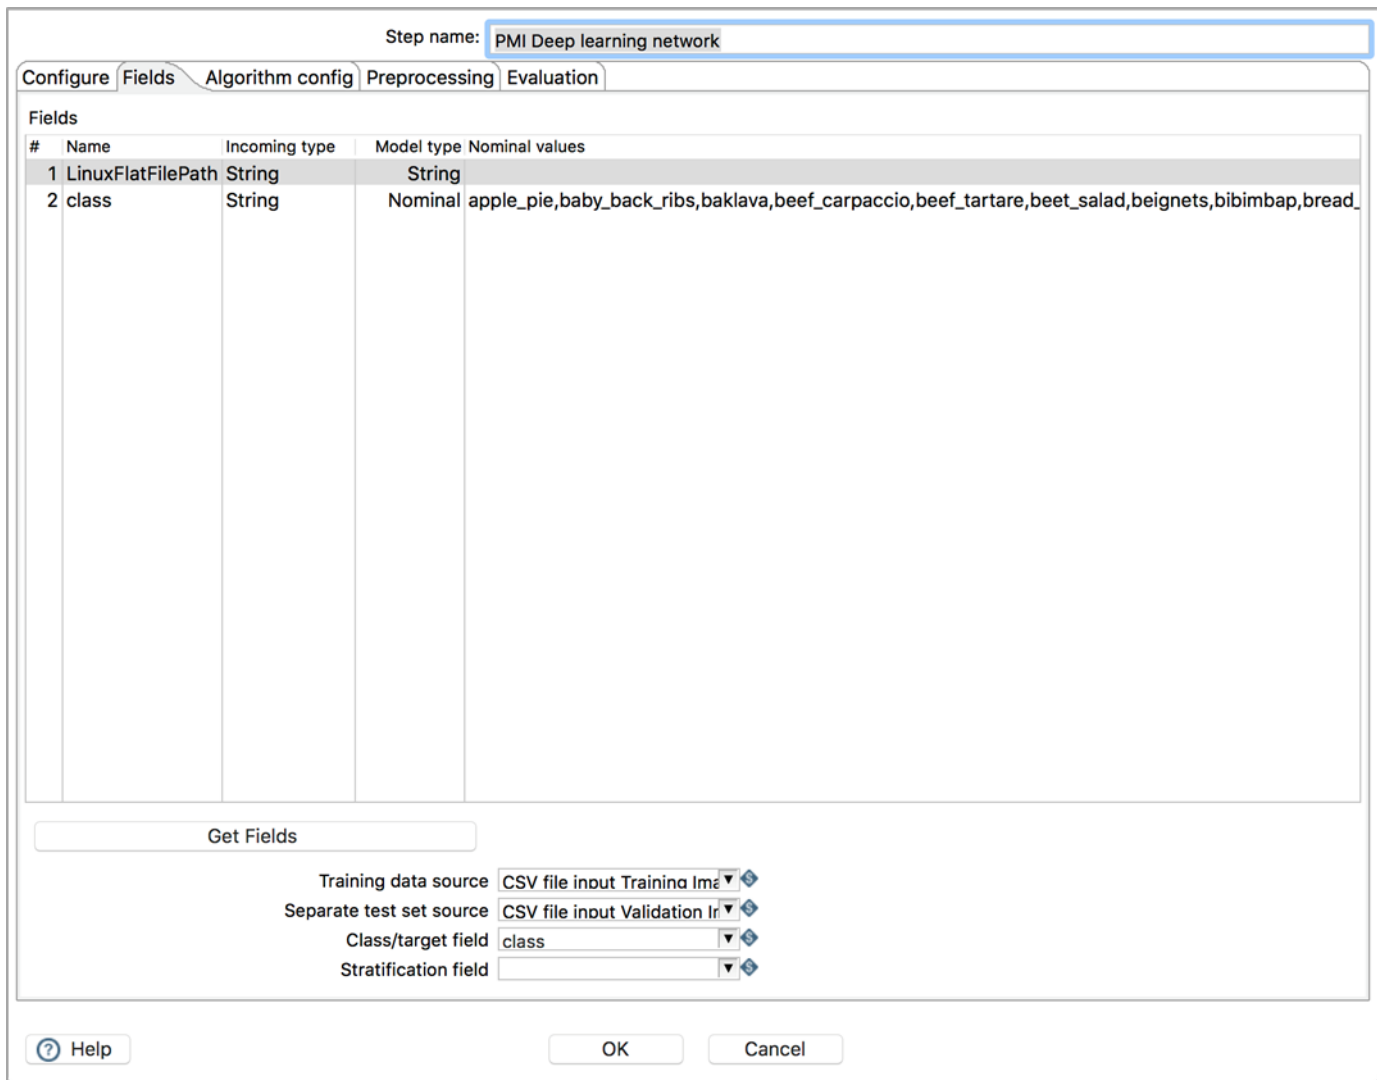 Step name: PMI Deep learning network
Configure Fields Algorithm config Preprocessing Evaluation
Fields
# Name Incoming type Model type Nominal values
1 LinuxFlatFilePath String String
2 class String Nominal apple_pie,baby_back_ribs,baklava,beef_carpaccio,beef_tartare,beet_salad,beignets,bibimbap,bread_
Get Fields
Training data source CSV file input Training Ima
Separate test set source CSV file input Validation Ir
Class/target field class
Stratification field
Help OK Cancel